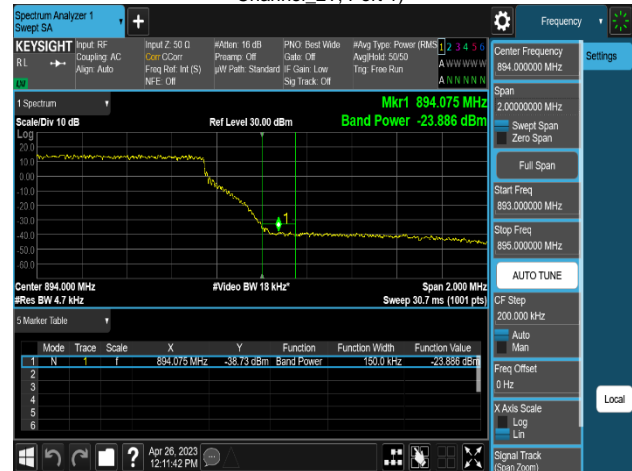 Channel_21, Port 1)
Spectrum Analyzer 1
Swept SA
Frequency
KEYSIGHT
RL
Input: RF
Coupling: AC
Align: Auto
Input Z: 50 Ω
Corr CCorr
Freq Ref: Int (S)
NFE: Off
#Atten: 16 dB
Preamp: Off
µW Path: Standard
PNO: Best Wide
Gate: Off
IF Gain: Low
Sig Track: Off
#Avg Type: Power (RMS
Avg|Hold: 50/50
Trig: Free Run
1 2 3 4 5 6
A W W W W W
A N N N N N
1 Spectrum
Scale/Div 10 dB
Ref Level 30.00 dBm
Mkr1 894.075 MHz
Band Power -23.886 dBm
Log
20.0
10.0
0.00
-10.0
-20.0
-30.0
-40.0
-50.0
-60.0
1
Center 894.000 MHz
#Video BW 18 kHz*
Span 2.000 MHz
#Res BW 4.7 kHz
Sweep 30.7 ms (1001 pts)
5 Marker Table
Mode Trace Scale X Y Function Function Width Function Value
1 N 1 f 894.075 MHz -38.73 dBm Band Power 150.0 kHz -23.886 dBm
2
3
4
5
6
Apr 26, 2023
12:11:42 PM
Center Frequency
894.000000 MHz
Span
2.00000000 MHz
Swept Span
Zero Span
Full Span
Start Freq
893.000000 MHz
Stop Freq
895.000000 MHz
AUTO TUNE
CF Step
200.000 kHz
Auto
Man
Freq Offset
0 Hz
X Axis Scale
Log
Lin
Signal Track
(Span Zoom)
Settings
Local